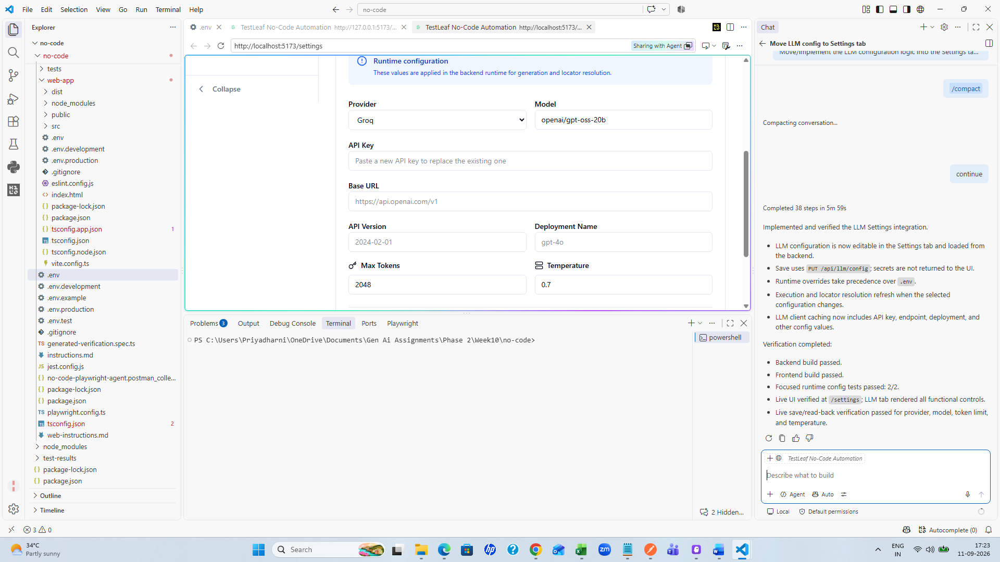 File Edit Selection View Go Run Terminal Help
no-code
Explorer
no-code
no-code
tests
web-app
dist
node_modules
public
src
.env
.env.development
.env.production
.gitignore
eslint.config.js
index.html
package-lock.json
package.json
tsconfig.app.json 1
tsconfig.json
tsconfig.node.json
vite.config.ts
.env
.env.development
.env.example
.env.production
.env.test
.gitignore
generated-verification.spec.ts
instructions.md
jest.config.js
no-code-playwright-agent.postman_colle...
package-lock.json
package.json
playwright.config.ts
tsconfig.json 2
web-instructions.md
node_modules
test-results
package-lock.json
package.json
Outline
Timeline
.env
TestLeaf No-Code Automation http://127.0.0.1:5173/...
TestLeaf No-Code Automation http://localhost:5173/...
http://localhost:5173/settings
Sharing with Agent
Collapse
Runtime configuration
These values are applied in the backend runtime for generation and locator resolution.
Provider Model
Groq openai/gpt-oss-20b
API Key
Paste a new API key to replace the existing one
Base URL
https://api.openai.com/v1
API Version Deployment Name
2024-02-01 gpt-4o
Max Tokens Temperature
2048 0.7
Problems 3 Output Debug Console Terminal Ports Playwright
PS C:\Users\Priyadharni\OneDrive\Documents\Gen Ai Assignments\Phase 2\Week10\no-code>
powershell
2 Hidden...
Chat
Move LLM config to Settings tab
Move/implement the LLM configuration logic into the Settings ta...
/compact
Compacting conversation...
continue
Completed 38 steps in 5m 59s
Implemented and verified the LLM Settings integration.
• LLM configuration is now editable in the Settings tab and loaded from
the backend.
• Save uses PUT /api/llm/config; secrets are not returned to the UI.
• Runtime overrides take precedence over .env.
• Execution and locator resolution refresh when the selected
configuration changes.
• LLM client caching now includes API key, endpoint, deployment, and
other config values.
Verification completed:
• Backend build passed.
• Frontend build passed.
• Focused runtime config tests passed: 2/2.
• Live UI verified at /settings; LLM tab rendered all functional controls.
• Live save/read-back verification passed for provider, model, token limit,
and temperature.
TestLeaf No-Code Automation
Describe what to build
Agent Auto
Local Default permissions
3 0
Autocomplete (0)
34°C
Partly sunny
Search
ENG
IN
17:23
11-09-2026